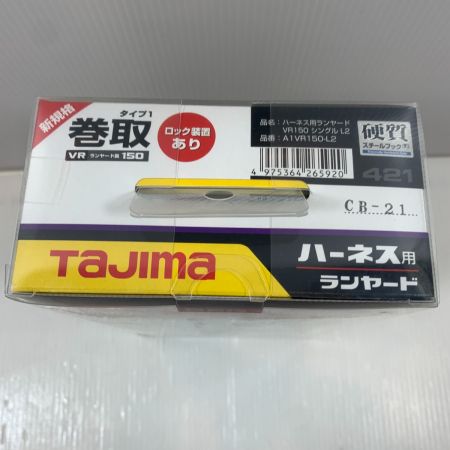 新規格
タイプ1
巻取
VR ランヤード長 150
ロック装置
あり
品名：ハーネス用ランヤード
VR150 シングル L2
品番：A1VR150-L2
4 975364 265920
硬質
スチールフック
421
CB-21
TAJIMA
ハーネス用
ランヤード